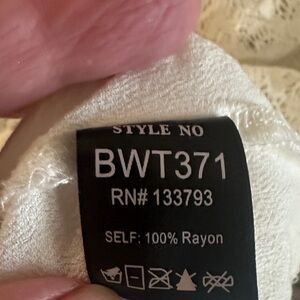 STYLE NO
BWT371
RN# 133793
SELF: 100% Rayon